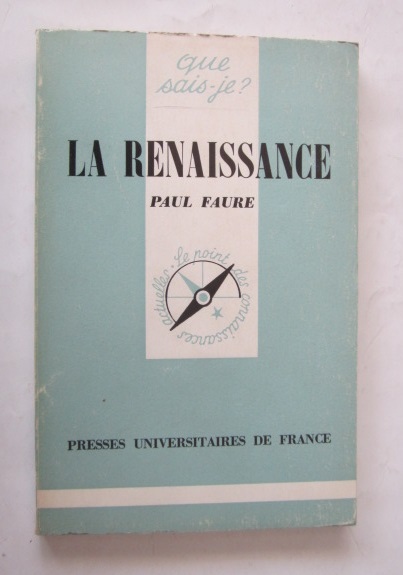 que
sais-je?
LA RENAISSANCE
PAUL FAURE
Le point des connaissances actuelles
PRESSES UNIVERSITAIRES DE FRANCE